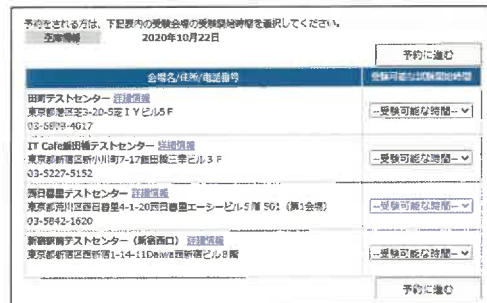 予約をされる方は、下記表内の受験会場の受験開始時間を選択してください。
空席情報 2020年10月22日
予約に進む
会場名/住所/電話番号 受験可能な試験開始時間
田町テストセンター 詳細情報
東京都港区芝3-20-5芝ＩＹビル5Ｆ
--受験可能な時間--
IT Cafe飯田橋テストセンター 詳細情報
東京都新宿区新小川町7-17飯田橋三幸ビル3Ｆ
03-5227-5152
--受験可能な時間--
西日暮里テストセンター 詳細情報
東京都荒川区西日暮里4-1-20西日暮里エーシービル5階 501（第1会場）
03-5842-1620
--受験可能な時間--
新宿駅前テストセンター（新宿西口） 詳細情報
東京都新宿区西新宿1-14-11Daiwa西新宿ビル8階
--受験可能な時間--
予約に進む